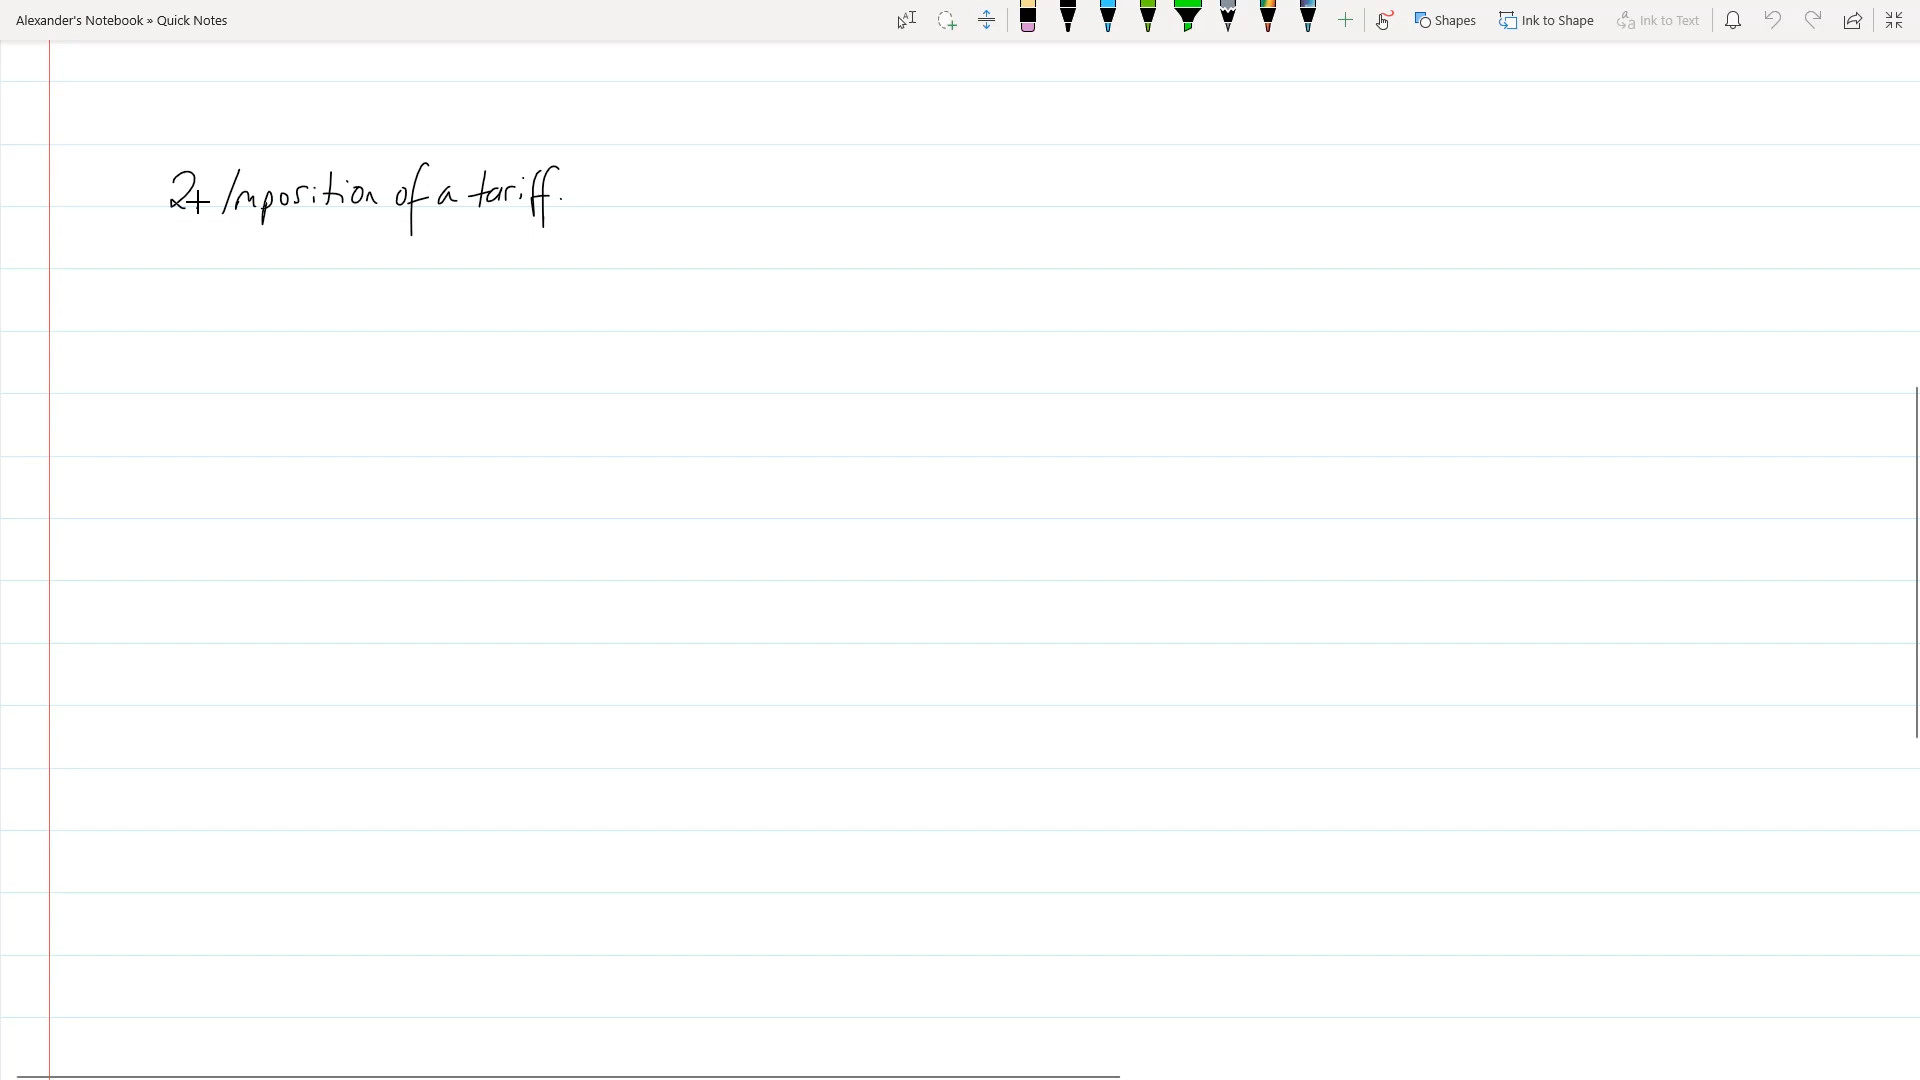 Alexander's Notebook » Quick Notes
Shapes
Ink to Shape
Ink to Text
2+ Imposition of a tariff.